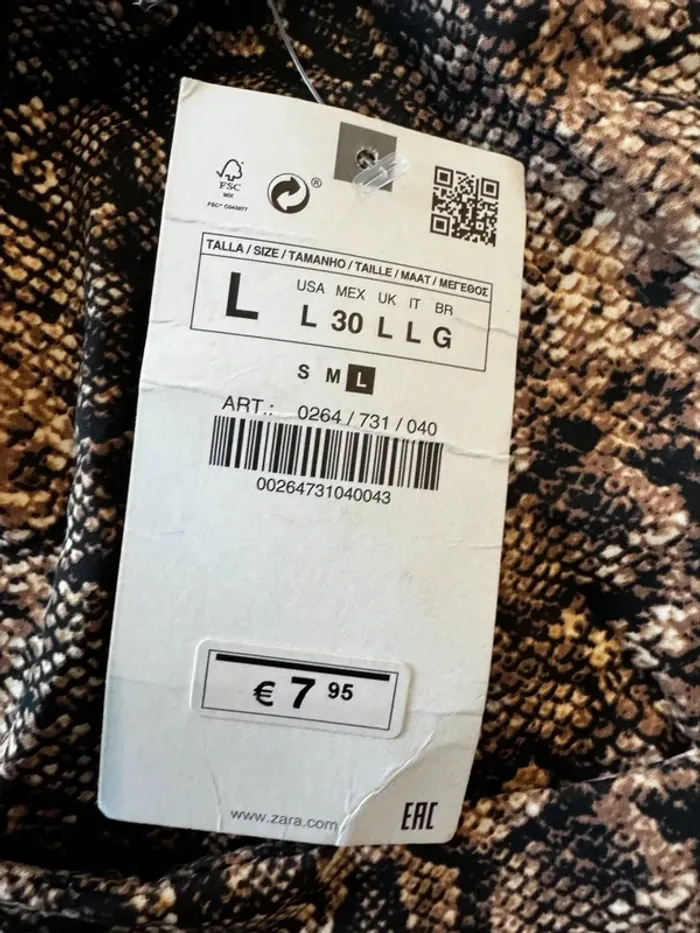 FSC
MIX
FSC® C043977
®
TALLA / SIZE / TAMANHO / TAILLE / MAAT / ΜΕΓΕΘΟΣ
L
USA MEX UK IT BR
L 30 L L G
S M L
ART.: 0264 / 731 / 040
00264731040043
€ 7 95
www.zara.com
EAC